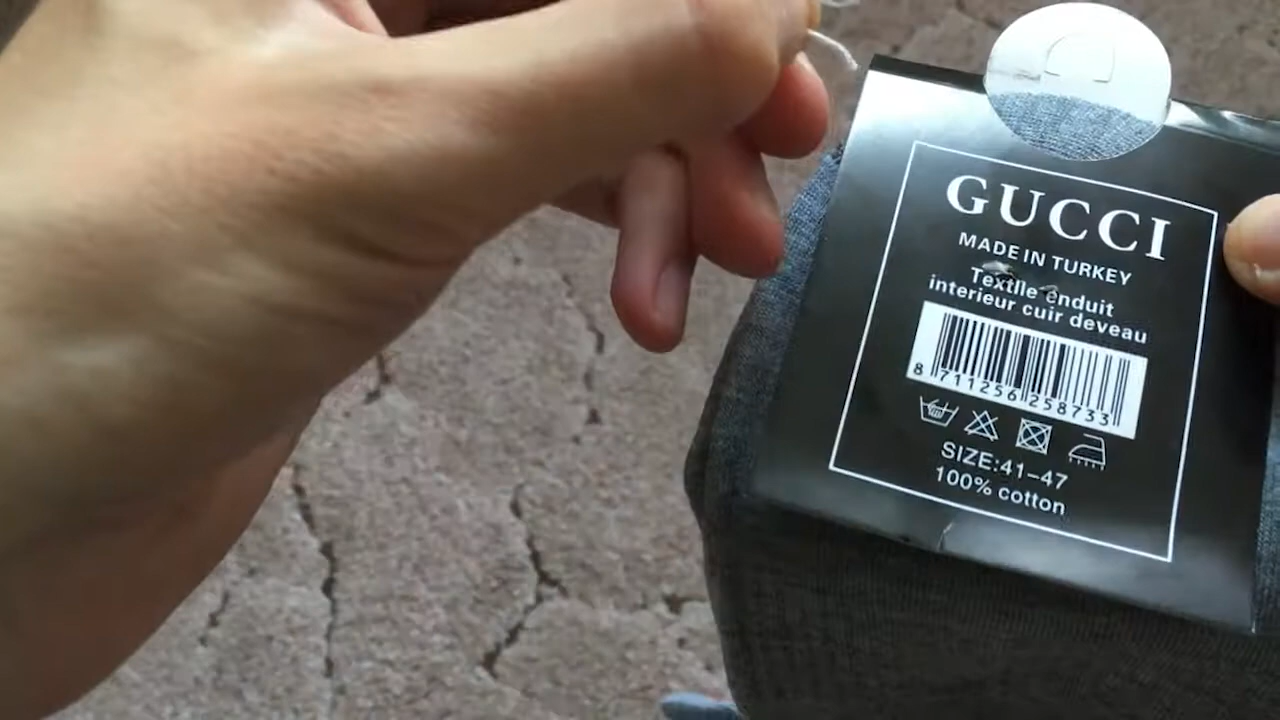 GUCCI
MADE IN TURKEY
Textile enduit
interieur cuir deveau
8 711256 258733
SIZE:41-47
100% cotton